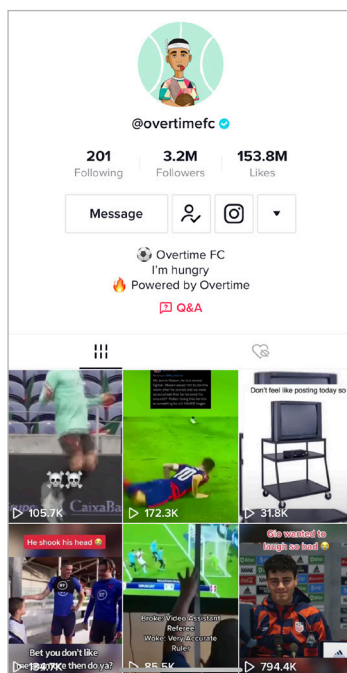 @overtimefc
201 3.2M 153.8M
Following Followers Likes
Message
⚽ Overtime FC
I'm hungry
🔥 Powered by Overtime
Q&A
☠☠
CaixaBa
105.7K
10
172.3K
Don't feel like posting today so
31.8K
He shook his head 😂
BT
Bet you don't like
then do ya?
Broke: Video Assistant
Referee
Woke: Very Accurate
Ruler
85.5K
Gio wanted to
laugh so bad 😂
794.4K